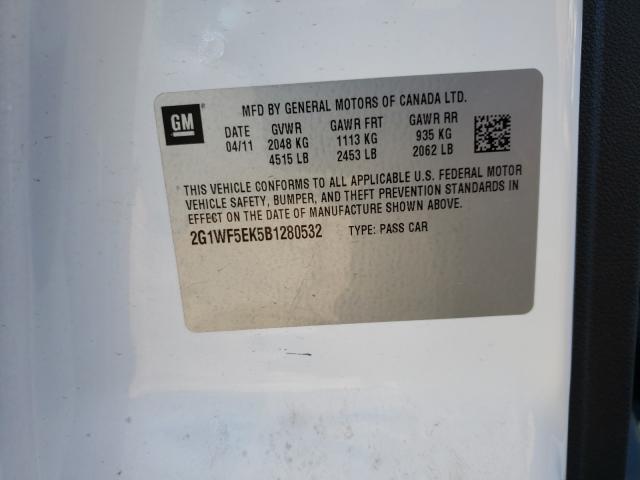 MFD BY GENERAL MOTORS OF CANADA LTD.
GM®
DATE GVWR GAWR FRT GAWR RR
04/11 2048 KG 1113 KG 935 KG
4515 LB 2453 LB 2062 LB
THIS VEHICLE CONFORMS TO ALL APPLICABLE U.S. FEDERAL MOTOR
VEHICLE SAFETY, BUMPER, AND THEFT PREVENTION STANDARDS IN
EFFECT ON THE DATE OF MANUFACTURE SHOWN ABOVE.
2G1WF5EK5B1280532 TYPE: PASS CAR